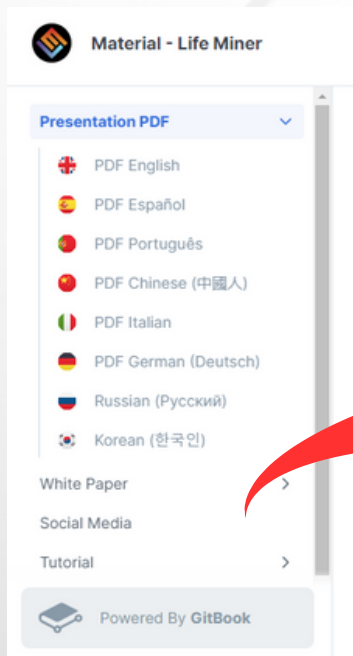 Material - Life Miner
Presentation PDF
PDF English
PDF Español
PDF Português
PDF Chinese (中國人)
PDF Italian
PDF German (Deutsch)
Russian (Русский)
Korean (한국인)
White Paper
Social Media
Tutorial
Powered By GitBook